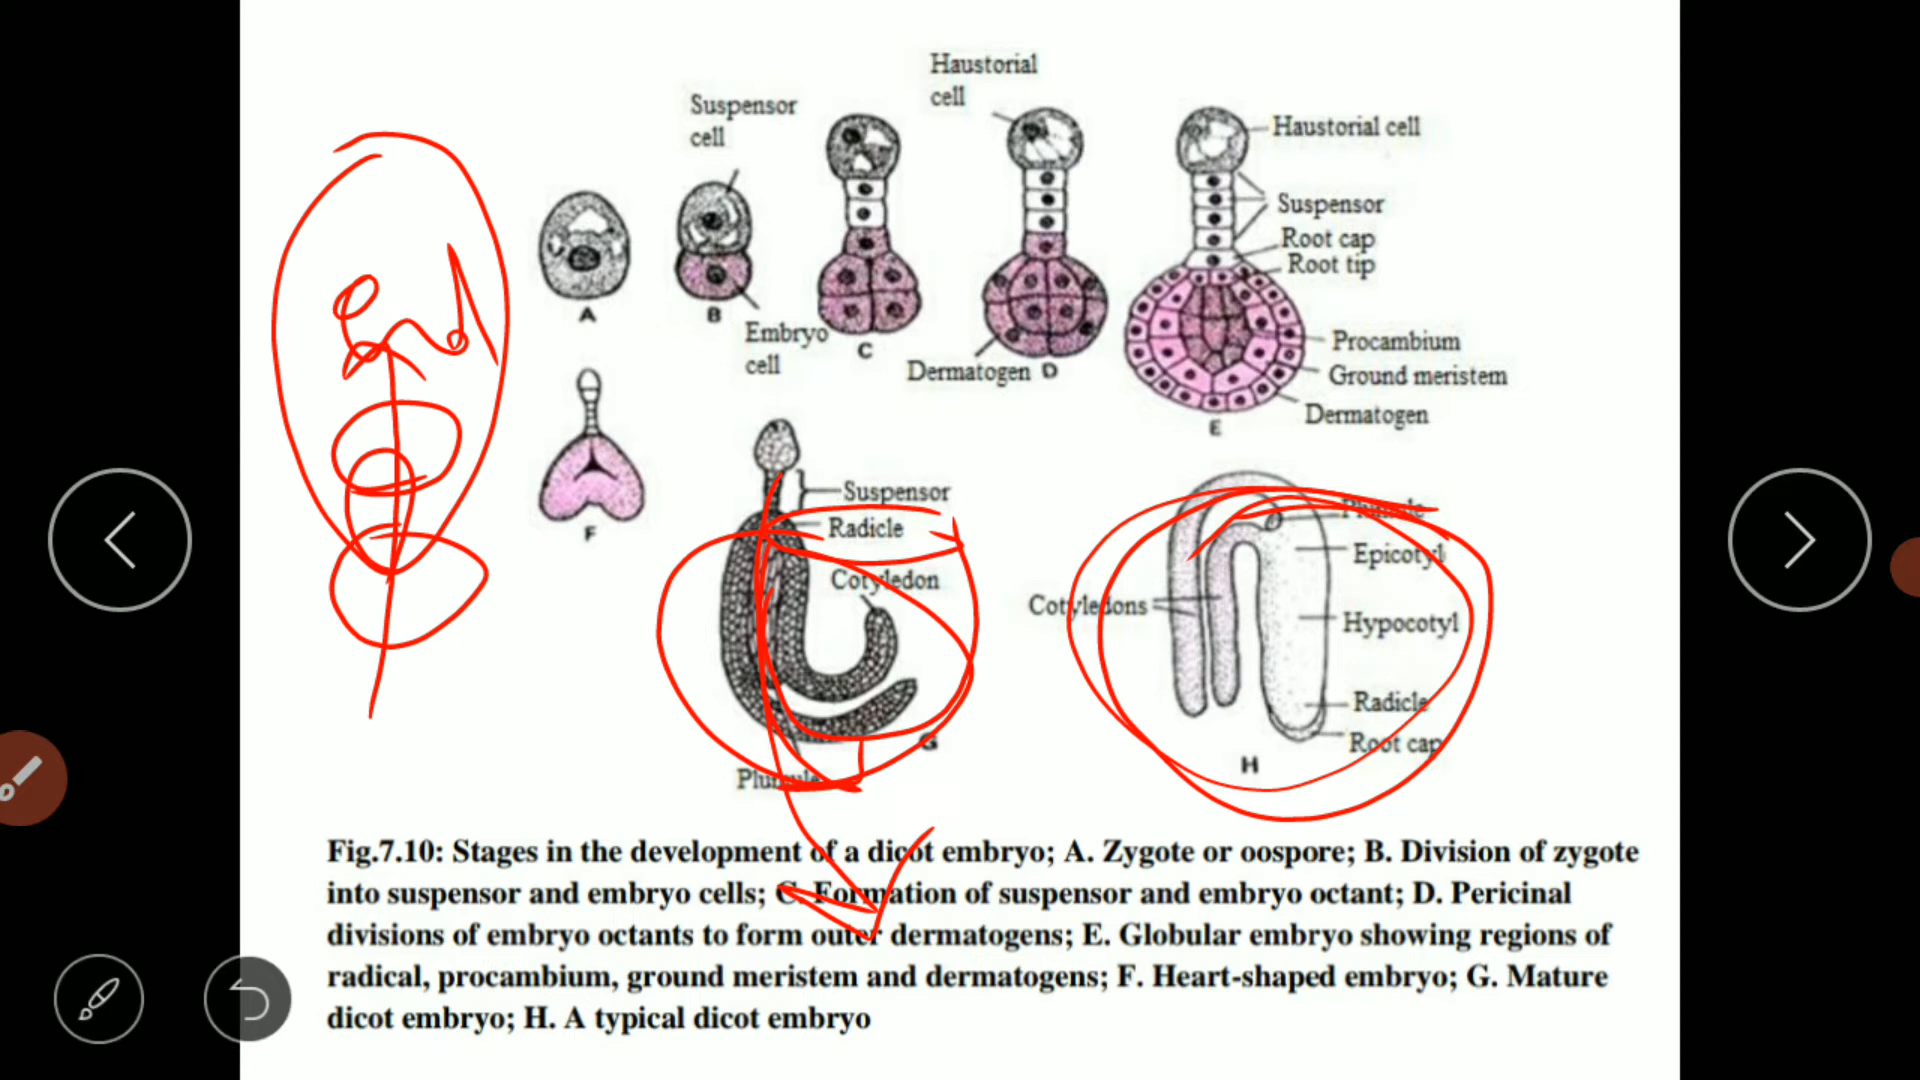 Haustorial
cell
Suspensor
cell
Haustorial cell
Suspensor
Root cap
Root tip
A
B
Embryo
cell
C
Dermatogen D
Procambium
Ground meristem
Dermatogen
E
End
F
Suspensor
Radicle
Cotyledon
G
Plumule
Plumule
Epicotyl
Cotyledons
Hypocotyl
Radicle
Root cap
H
Fig.7.10: Stages in the development of a dicot embryo; A. Zygote or oospore; B. Division of zygote
into suspensor and embryo cells; C. Formation of suspensor and embryo octant; D. Pericinal
divisions of embryo octants to form outer dermatogens; E. Globular embryo showing regions of
radical, procambium, ground meristem and dermatogens; F. Heart-shaped embryo; G. Mature
dicot embryo; H. A typical dicot embryo